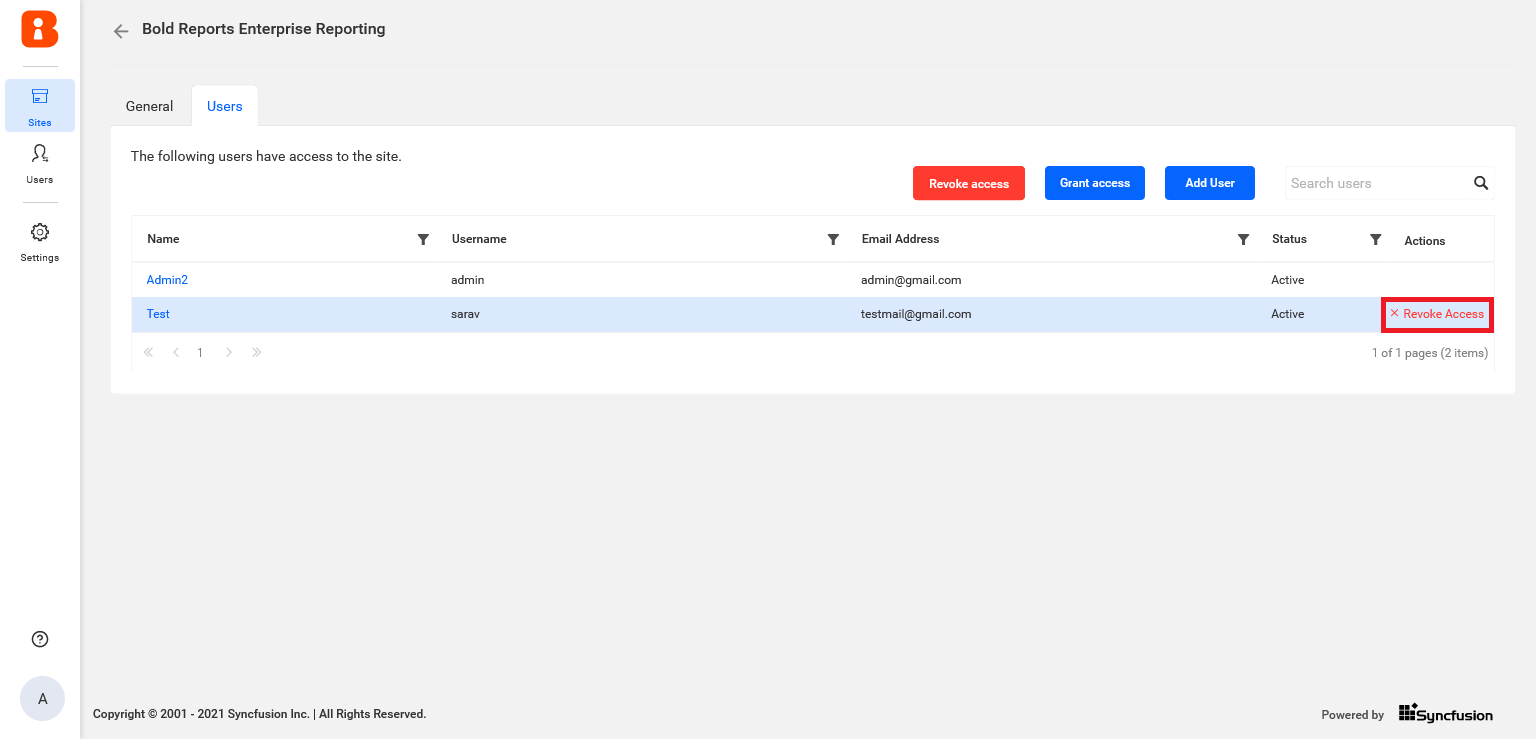 Bold Reports Enterprise Reporting
Sites
Users
Settings
A
General Users
The following users have access to the site.
Revoke access Grant access Add User Search users
Name Username Email Address Status Actions
Admin2 admin admin@gmail.com Active
Test sarav testmail@gmail.com Active × Revoke Access
« ‹ 1 › » 1 of 1 pages (2 items)
Copyright © 2001 - 2021 Syncfusion Inc. | All Rights Reserved. Powered by Syncfusion